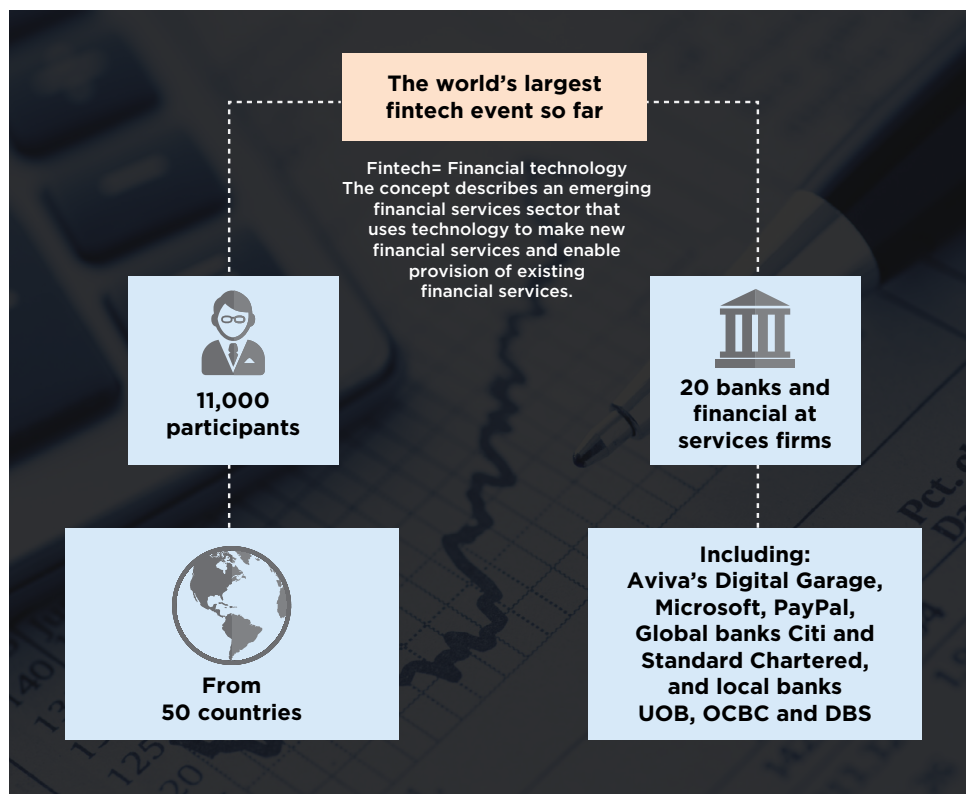 The world's largest
fintech event so far
Fintech= Financial technology
The concept describes an emerging
financial services sector that
uses technology to make new
financial services and enable
provision of existing
financial services.
11,000
participants
20 banks and
financial at
services firms
From
50 countries
Including:
Aviva's Digital Garage,
Microsoft, PayPal,
Global banks Citi and
Standard Chartered,
and local banks
UOB, OCBC and DBS
140
125
120